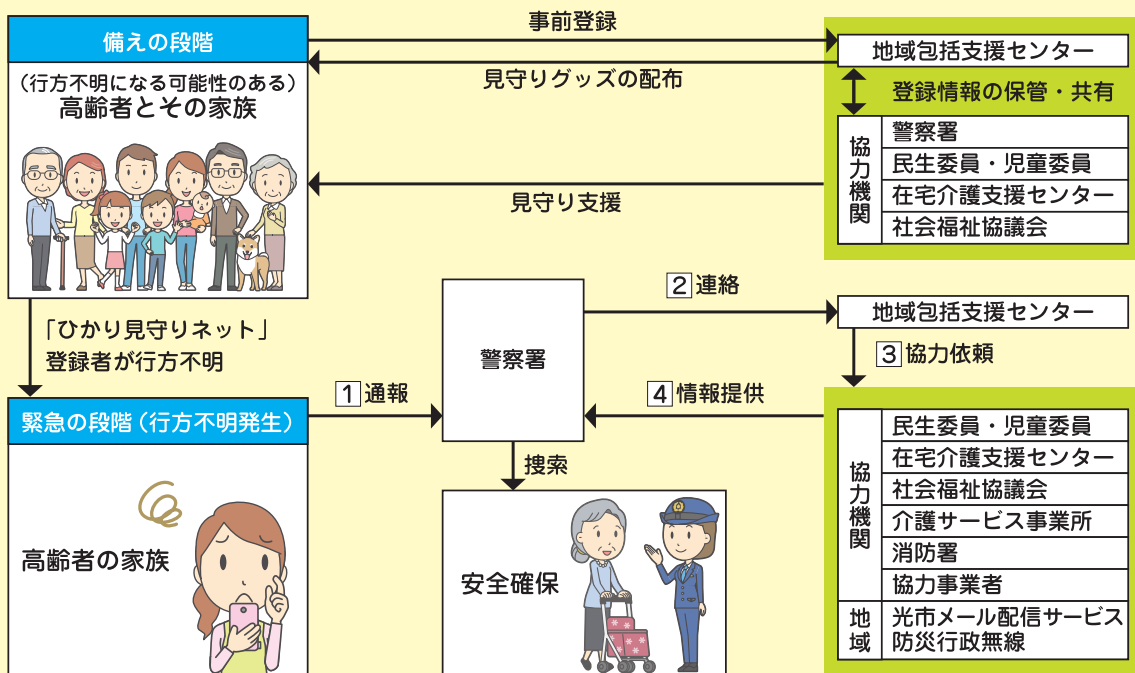 備えの段階
(行方不明になる可能性のある)
高齢者とその家族
事前登録
見守りグッズの配布
見守り支援
地域包括支援センター
登録情報の保管・共有
協力機関
警察署
民生委員・児童委員
在宅介護支援センター
社会福祉協議会
「ひかり見守りネット」
登録者が行方不明
緊急の段階(行方不明発生)
高齢者の家族
1 通報
警察署
2 連絡
地域包括支援センター
3 協力依頼
4 情報提供
協力機関
民生委員・児童委員
在宅介護支援センター
社会福祉協議会
介護サービス事業所
消防署
協力事業者
地域
光市メール配信サービス
防災行政無線
捜索
安全確保